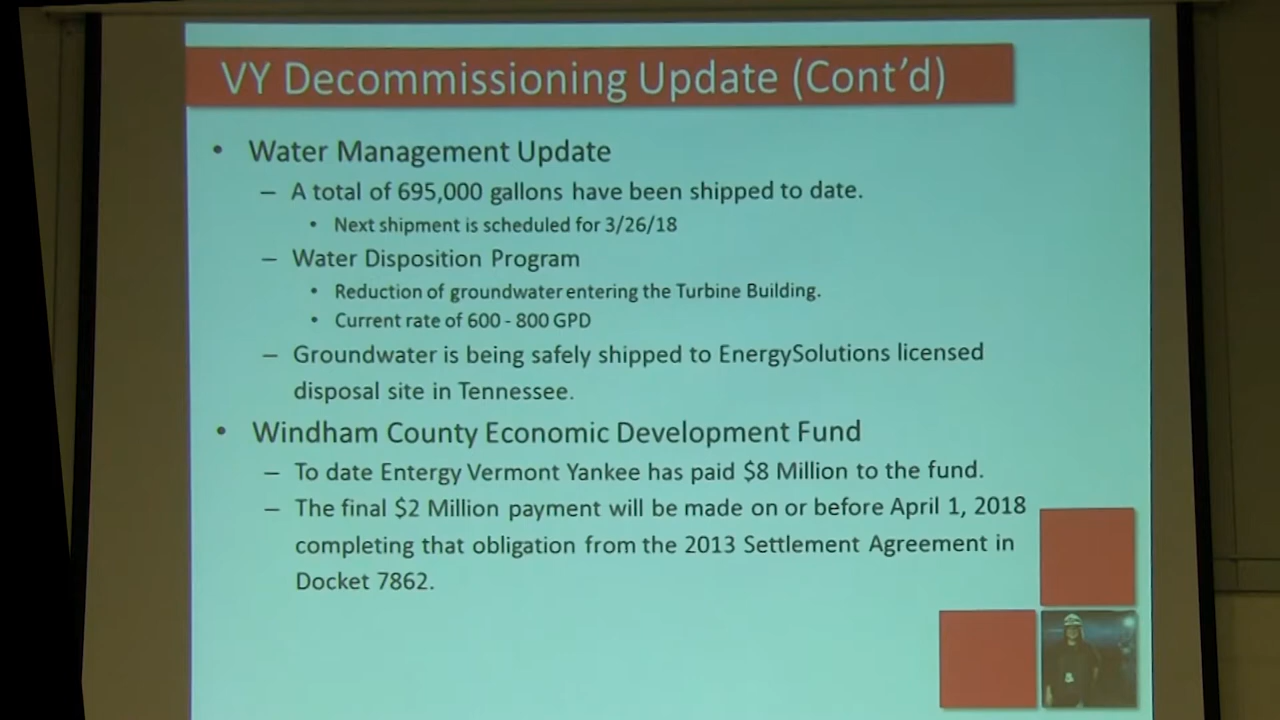 VY Decommissioning Update (Cont'd)
• Water Management Update
– A total of 695,000 gallons have been shipped to date.
• Next shipment is scheduled for 3/26/18
– Water Disposition Program
• Reduction of groundwater entering the Turbine Building.
• Current rate of 600 - 800 GPD
– Groundwater is being safely shipped to EnergySolutions licensed
disposal site in Tennessee.
• Windham County Economic Development Fund
– To date Entergy Vermont Yankee has paid $8 Million to the fund.
– The final $2 Million payment will be made on or before April 1, 2018
completing that obligation from the 2013 Settlement Agreement in
Docket 7862.